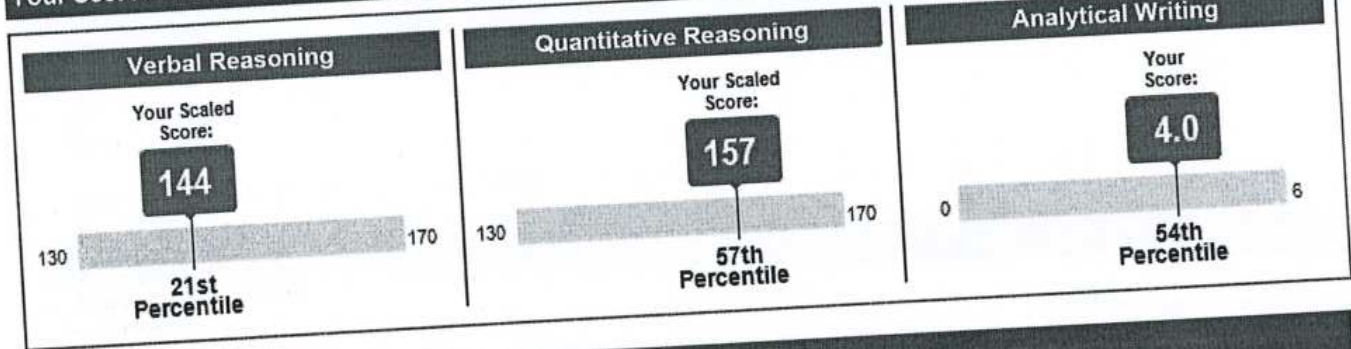 Verbal Reasoning
Your Scaled
Score:
144
130
170
21st
Percentile
Quantitative Reasoning
Your Scaled
Score:
157
130
170
57th
Percentile
Analytical Writing
Your
Score:
4.0
0
6
54th
Percentile